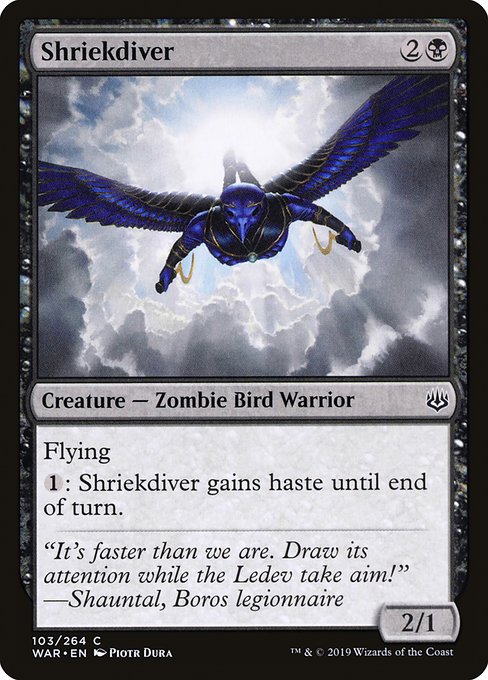 Shriekdiver 2
Creature — Zombie Bird Warrior
Flying
1: Shriekdiver gains haste until end
of turn.
“It’s faster than we are. Draw its
attention while the Ledev take aim!”
—Shauntal, Boros legionnaire
2/1
103/264 C
WAR • EN Piotr Dura ™ & © 2019 Wizards of the Coast